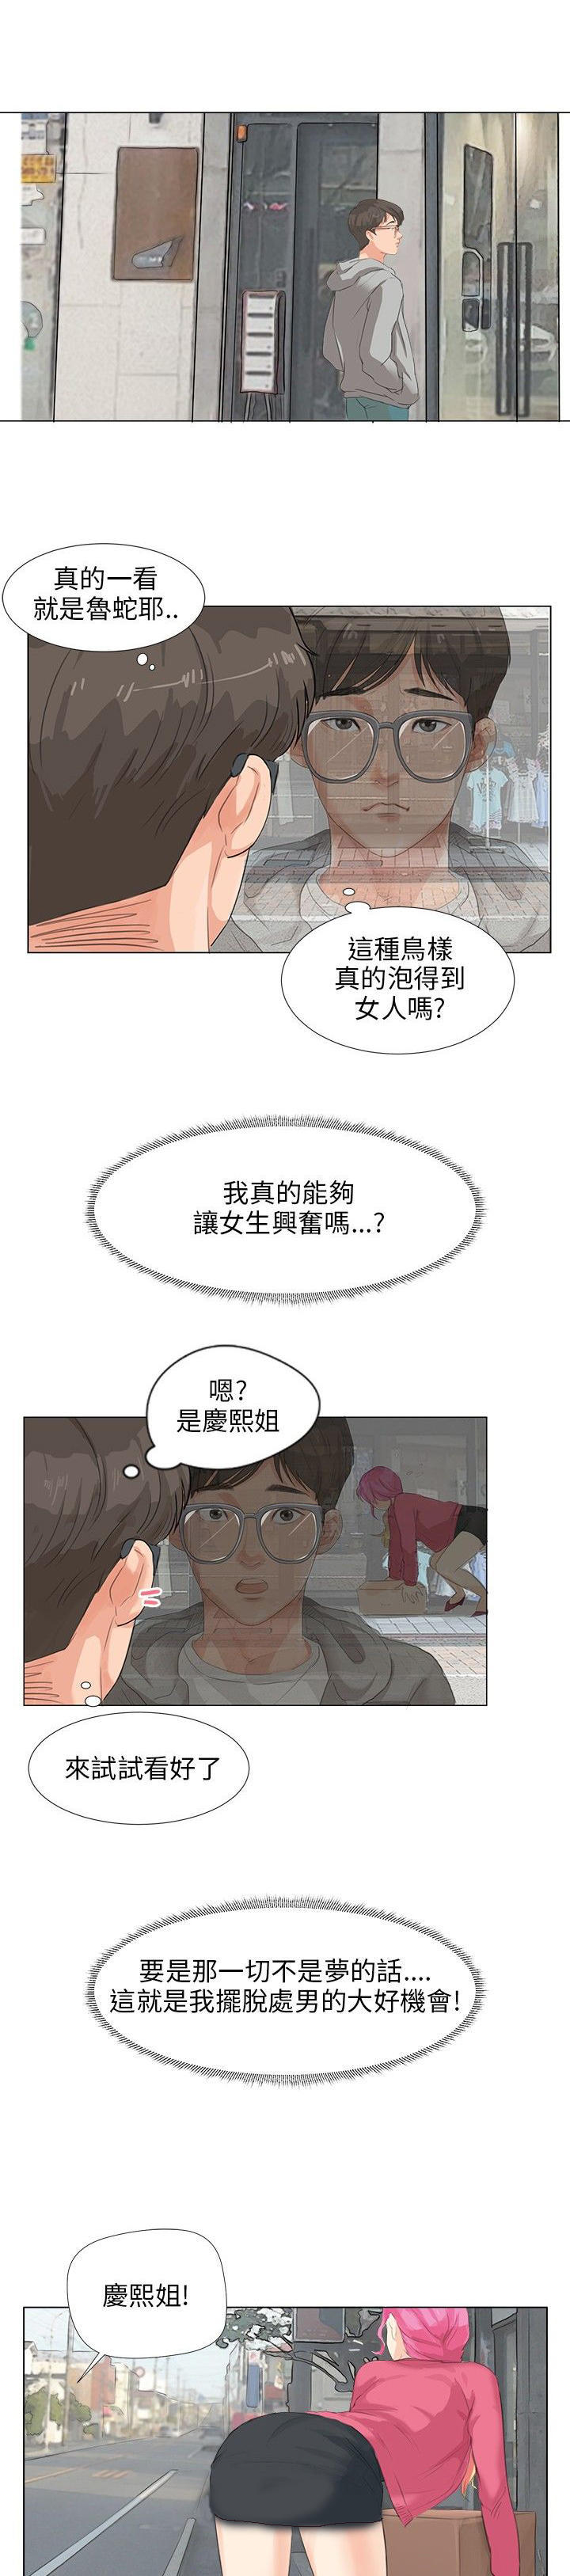 真的一看
就是魯蛇耶..
這種鳥樣
真的泡得到
女人嗎?
我真的能夠
讓女生興奮嗎...?
嗯?
是慶熙姐
來試試看好了
要是那一切不是夢的話....
這就是我擺脫處男的大好機會!
慶熙姐!